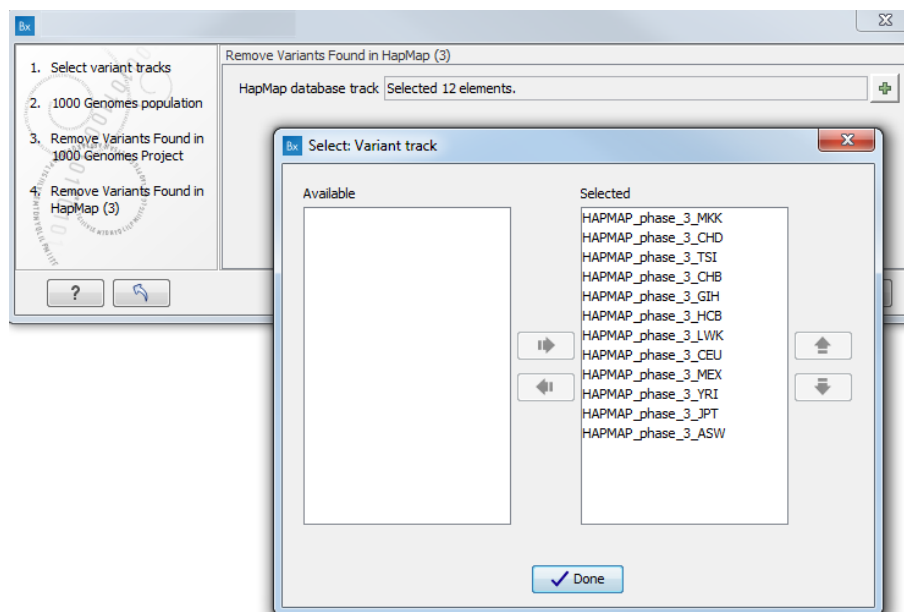 Bx
1. Select variant tracks
2. 1000 Genomes population
3. Remove Variants Found in
1000 Genomes Project
4. Remove Variants Found in
HapMap (3)
?
Remove Variants Found in HapMap (3)
HapMap database track Selected 12 elements.
Bx Select: Variant track
Available
Selected
HAPMAP_phase_3_MKK
HAPMAP_phase_3_CHD
HAPMAP_phase_3_TSI
HAPMAP_phase_3_CHB
HAPMAP_phase_3_GIH
HAPMAP_phase_3_HCB
HAPMAP_phase_3_LWK
HAPMAP_phase_3_CEU
HAPMAP_phase_3_MEX
HAPMAP_phase_3_YRI
HAPMAP_phase_3_JPT
HAPMAP_phase_3_ASW
Done